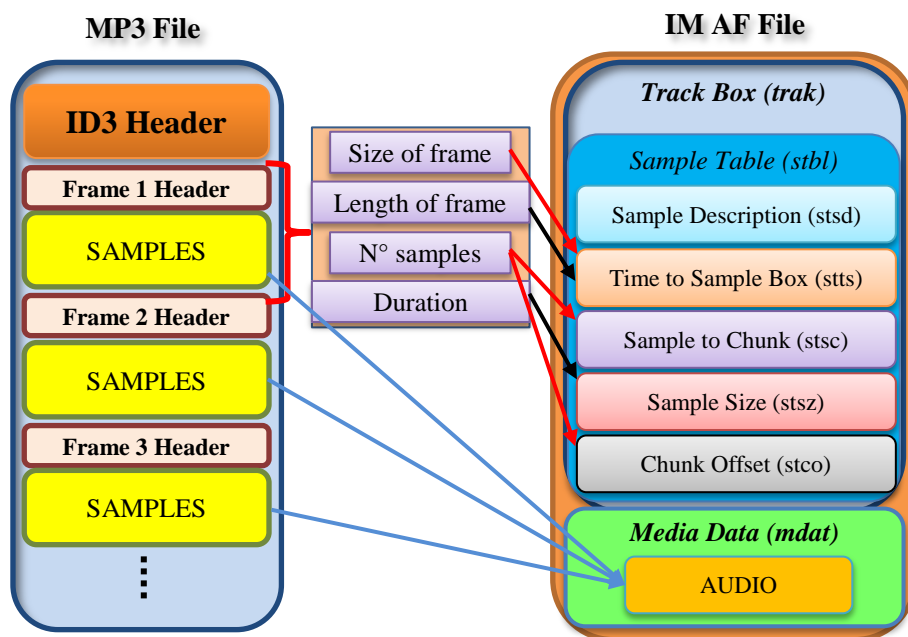 MP3 File
ID3 Header
Frame 1 Header
SAMPLES
Frame 2 Header
SAMPLES
Frame 3 Header
SAMPLES
Size of frame
Length of frame
N° samples
Duration
IM AF File
Track Box (trak)
Sample Table (stbl)
Sample Description (stsd)
Time to Sample Box (stts)
Sample to Chunk (stsc)
Sample Size (stsz)
Chunk Offset (stco)
Media Data (mdat)
AUDIO